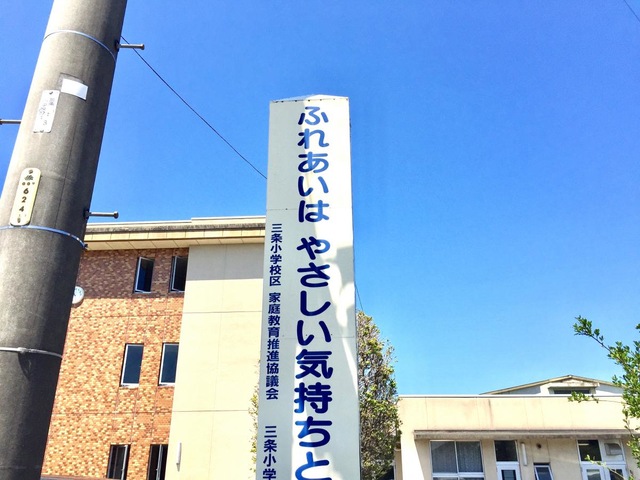 ふれあいは やさしい気持ちと
三条小学校区 家庭教育推進協議会 三条小学
624